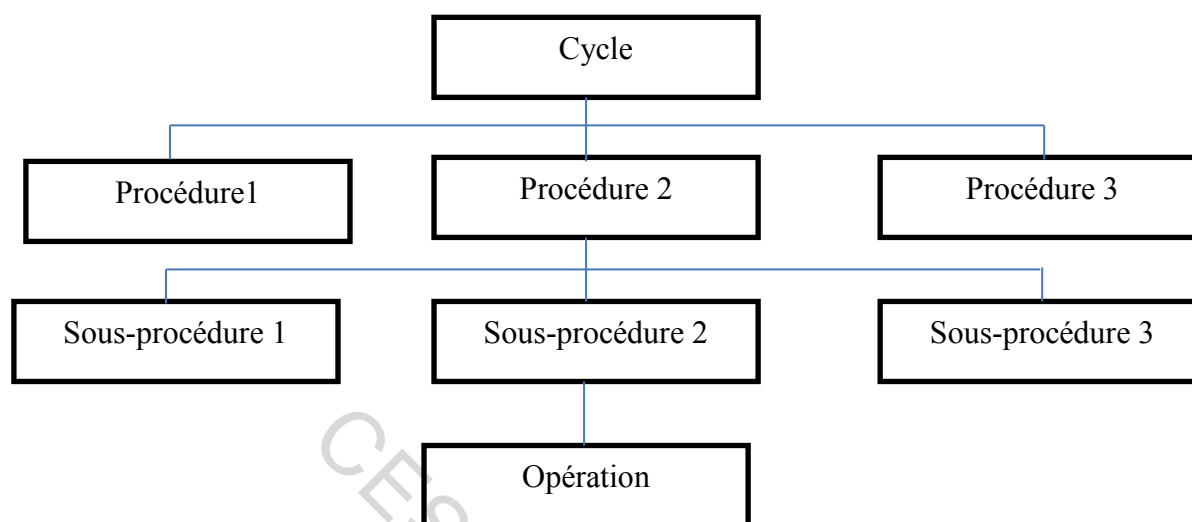 Cycle
Procédure1
Procédure 2
Procédure 3
Sous-procédure 1
Sous-procédure 2
Sous-procédure 3
Opération